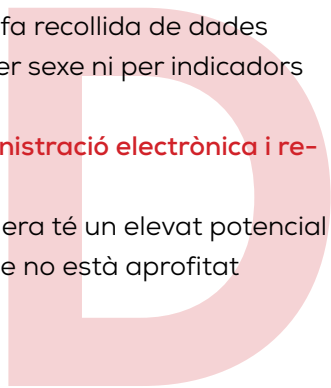 fa recollida de dades
er sexe ni per indicadors
nistració electrònica i re-
era té un elevat potencial
e no està aprofitat
D